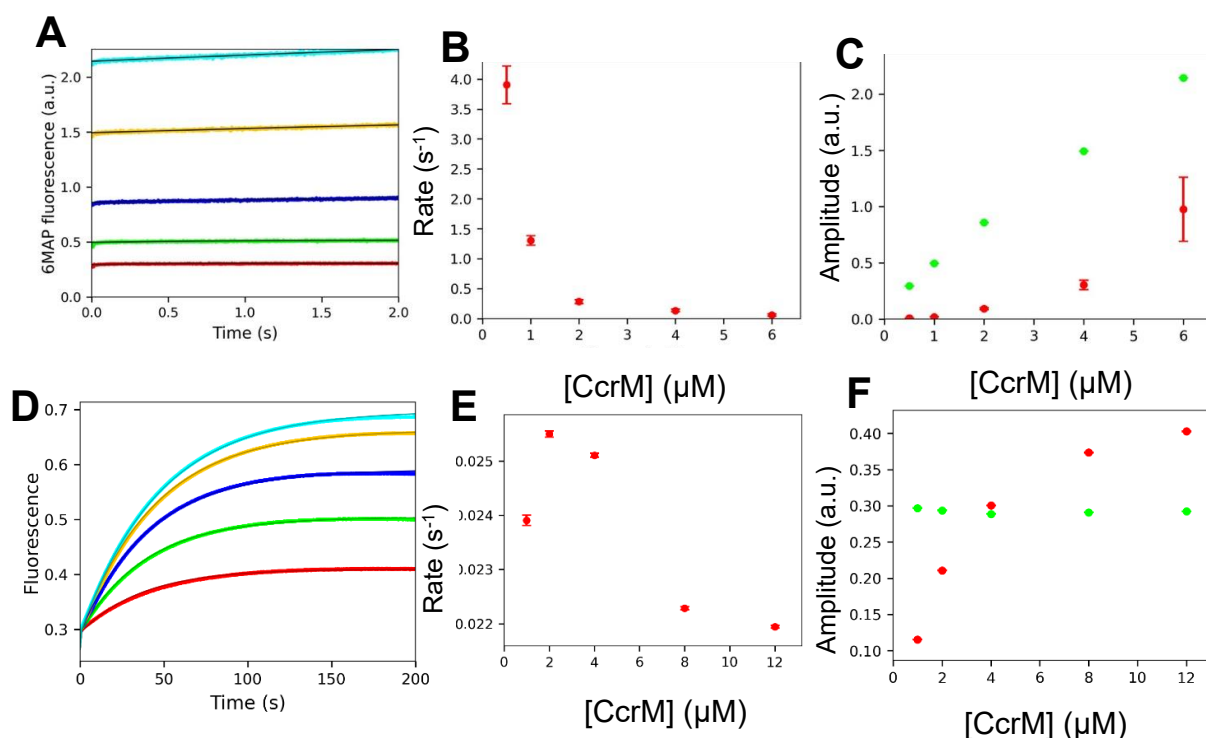 A
6MAP fluorescence (a.u.)
2.0
1.5
1.0
0.5
0.0
0.0 0.5 1.0 1.5 2.0
Time (s)
B
Rate (s-1)
4.0
3.5
3.0
2.5
2.0
1.5
1.0
0.5
0.0
0 1 2 3 4 5 6
[CcrM] (µM)
C
Amplitude (a.u.)
2.0
1.5
1.0
0.5
0.0
0 1 2 3 4 5 6
[CcrM] (µM)
D
Fluorescence
0.7
0.6
0.5
0.4
0.3
0 50 100 150 200
Time (s)
E
Rate (s-1)
0.025
0.024
0.023
0.022
0 2 4 6 8 10 12
[CcrM] (µM)
F
Amplitude (a.u.)
0.40
0.35
0.30
0.25
0.20
0.15
0.10
0 2 4 6 8 10 12
[CcrM] (µM)